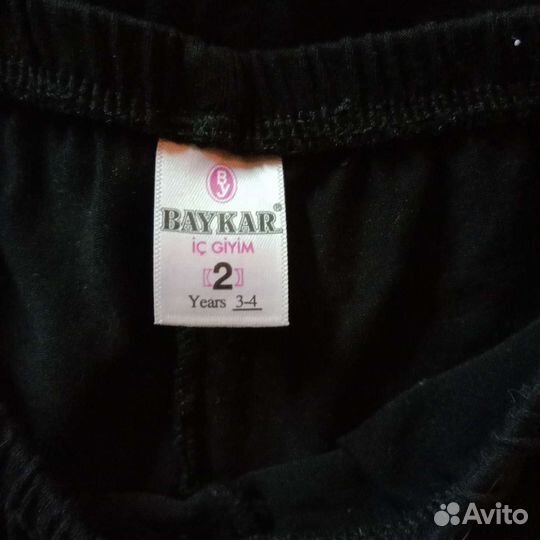 BY
BAYKAR®
İÇ GİYİM
[2]
Years 3-4
Avito